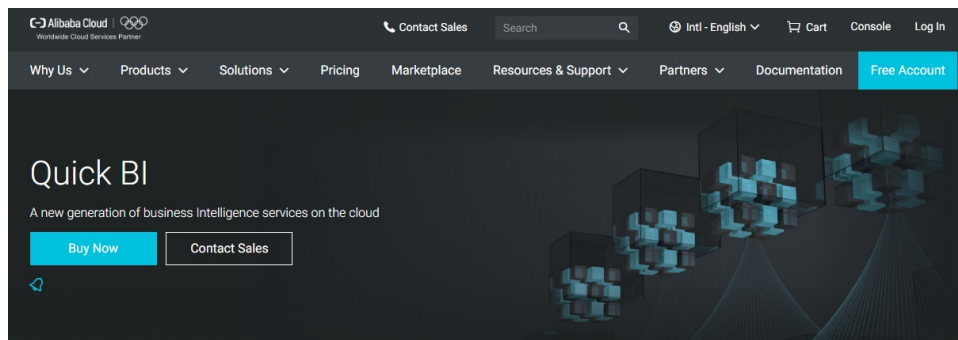 Alibaba Cloud
Worldwide Cloud Services Partner
Contact Sales
Search
Intl - English
Cart
Console
Log In
Why Us
Products
Solutions
Pricing
Marketplace
Resources & Support
Partners
Documentation
Free Account
Quick BI
A new generation of business Intelligence services on the cloud
Buy Now
Contact Sales